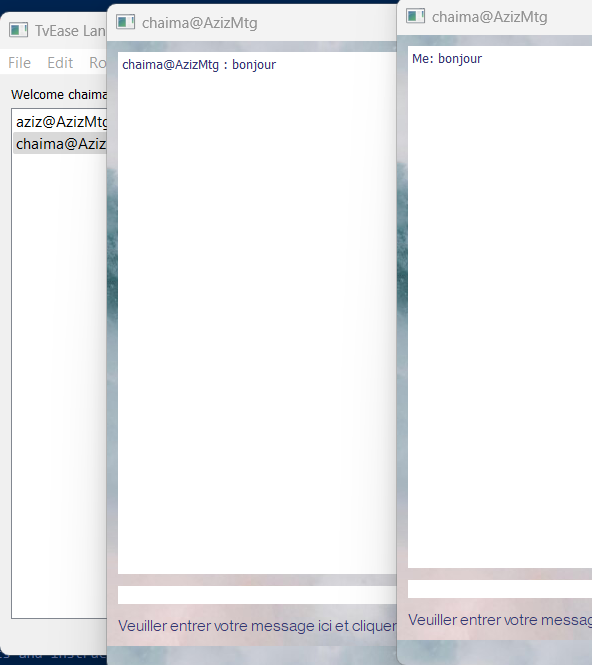 TvEase Lan
File Edit Ro
Welcome chaima
aziz@AzizMtg
chaima@Aziz
chaima@AzizMtg
chaima@AzizMtg : bonjour
Veuiller entrer votre message ici et cliquer
chaima@AzizMtg
Me: bonjour
Veuiller entrer votre messag